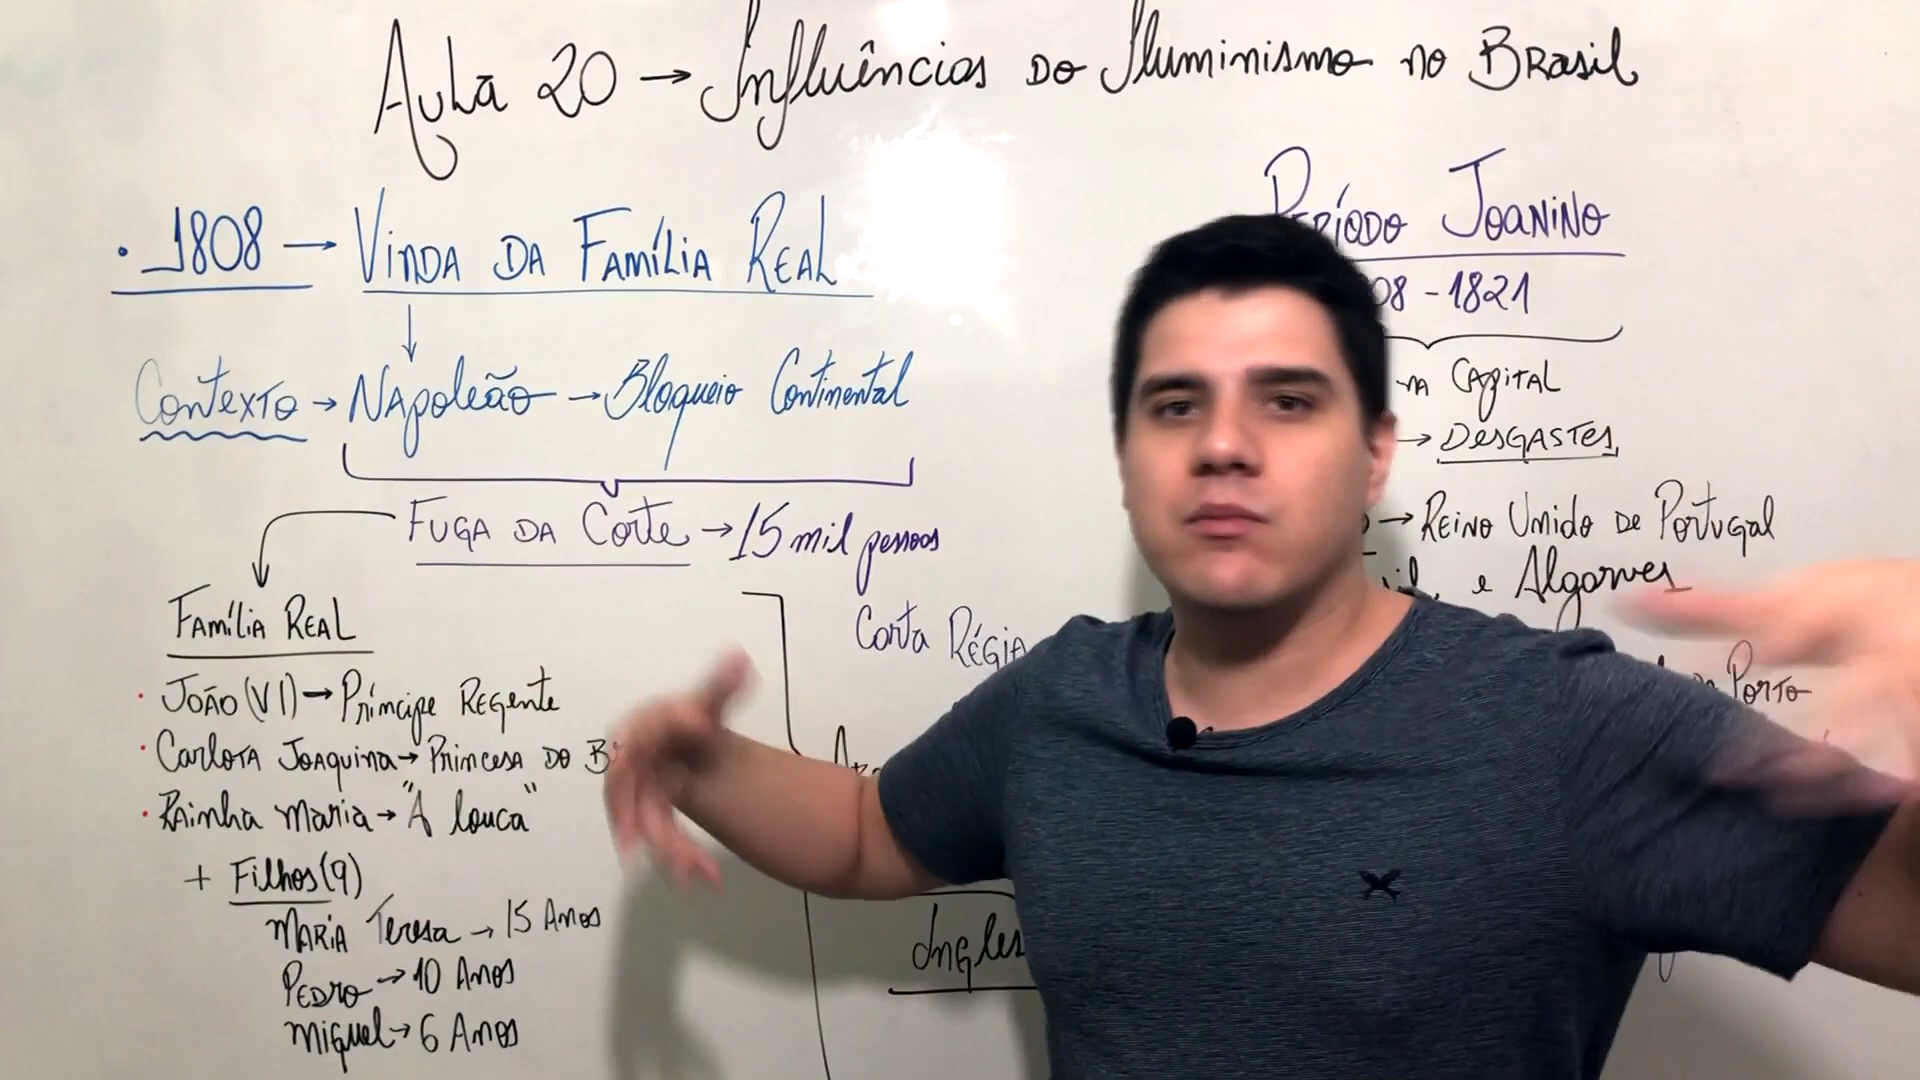 Aula 20 → Influências do Iluminismo no Brasil
• 1808 → Vinda da Família Real
Contexto → Napoleão → Bloqueio Continental
Fuga da Corte → 15 mil pessoas
Família Real
• João (VI) → Príncipe Regente
• Carlota Joaquina → Princesa do
• Rainha Maria → "A louca"
+ Filhos (9)
Maria Teresa → 15 Anos
Pedro → 10 Anos
Miguel → 6 Anos
Carta Régia
Período Joanino
08 - 1821
na Capital
→ Desgastes
→ Reino Unido de Portugal
e Algarves
Porto